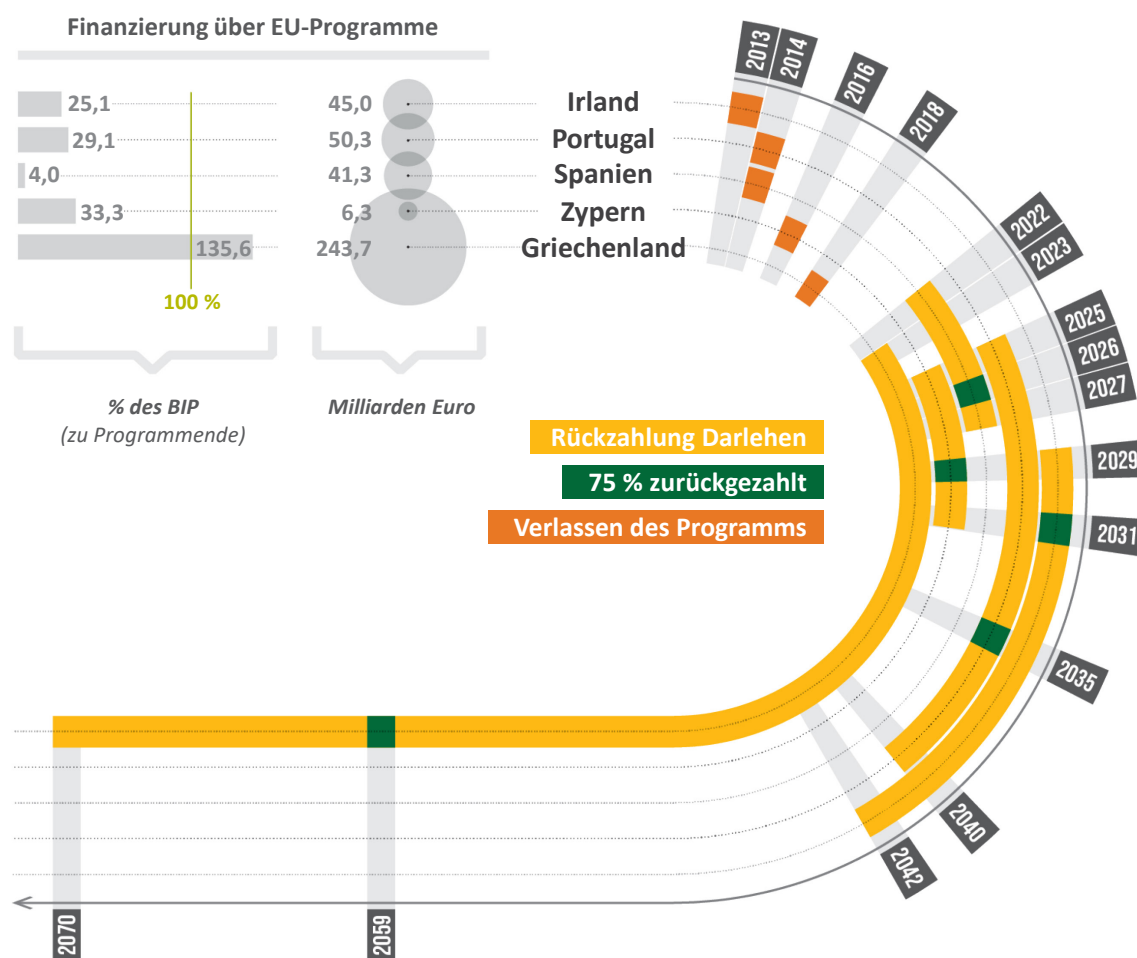 Finanzierung über EU-Programme
25,1 45,0 Irland
29,1 50,3 Portugal
4,0 41,3 Spanien
33,3 6,3 Zypern
135,6 243,7 Griechenland
100 %
% des BIP
(zu Programmende)
Milliarden Euro
Rückzahlung Darlehen
75 % zurückgezahlt
Verlassen des Programms
2013
2014
2016
2018
2022
2023
2025
2026
2027
2029
2031
2035
2040
2042
2059
2070